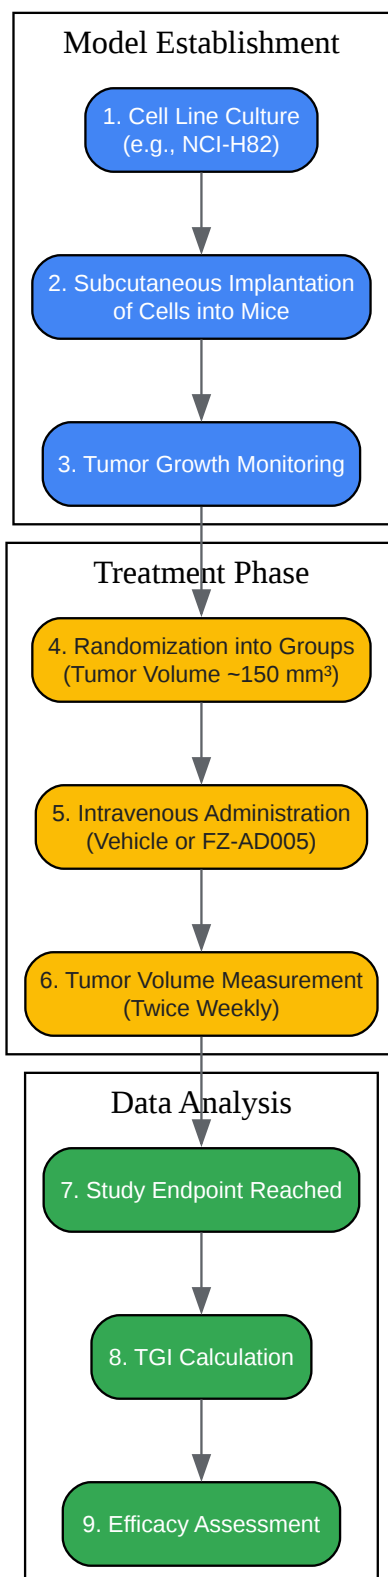 Model Establishment
1. Cell Line Culture
(e.g., NCI-H82)
2. Subcutaneous Implantation
of Cells into Mice
3. Tumor Growth Monitoring
Treatment Phase
4. Randomization into Groups
(Tumor Volume ~150 mm³)
5. Intravenous Administration
(Vehicle or FZ-AD005)
6. Tumor Volume Measurement
(Twice Weekly)
Data Analysis
7. Study Endpoint Reached
8. TGI Calculation
9. Efficacy Assessment